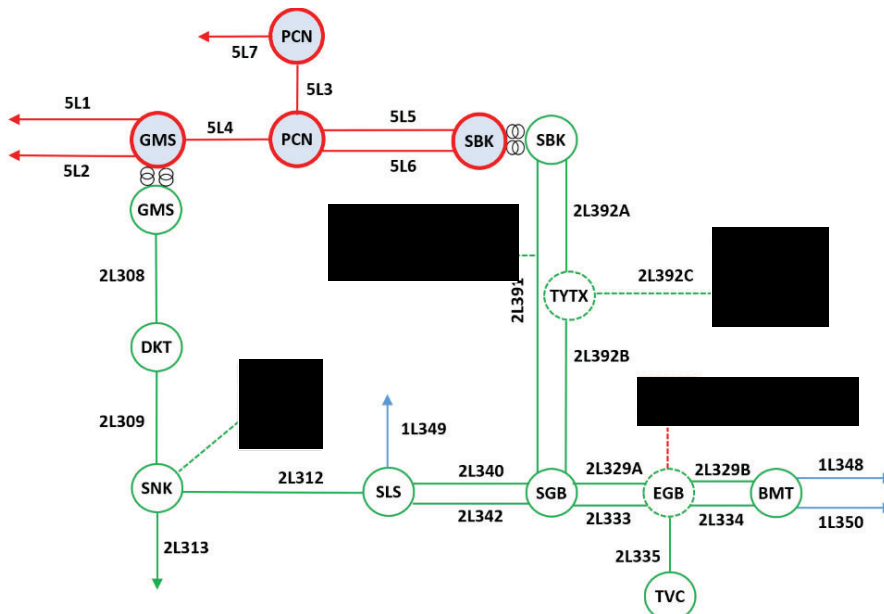 PCN
5L7
5L3
5L1
5L4
5L5
GMS
PCN
SBK
SBK
5L2
5L6
GMS
2L392A
2L308
2L391
TYTX
2L392C
DKT
2L392B
2L309
1L349
SNK
2L312
2L340
2L329A
2L329B
1L348
SLS
SGB
EGB
BMT
2L342
2L333
2L334
1L350
2L313
2L335
TVC